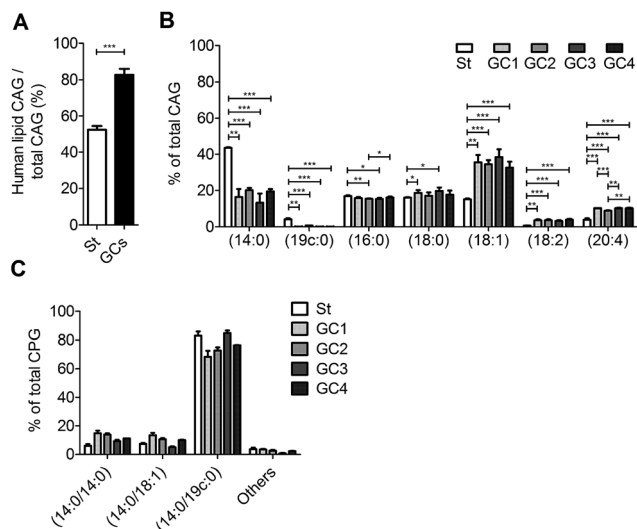 A
Human lipid CAG /
total CAG (%)
100
80
60
40
20
0
***
St
GCs
B
% of total CAG
100
80
60
40
20
0
St GC1 GC2 GC3 GC4
***
***
***
**
***
***
**
*
*
**
*
*
***
***
***
**
***
***
***
**
***
***
***
***
***
**
**
(14:0) (19c:0) (16:0) (18:0) (18:1) (18:2) (20:4)
C
% of total CPG
100
80
60
40
20
0
St
GC1
GC2
GC3
GC4
(14:0/14:0)
(14:0/18:1)
(14:0/19c:0)
Others